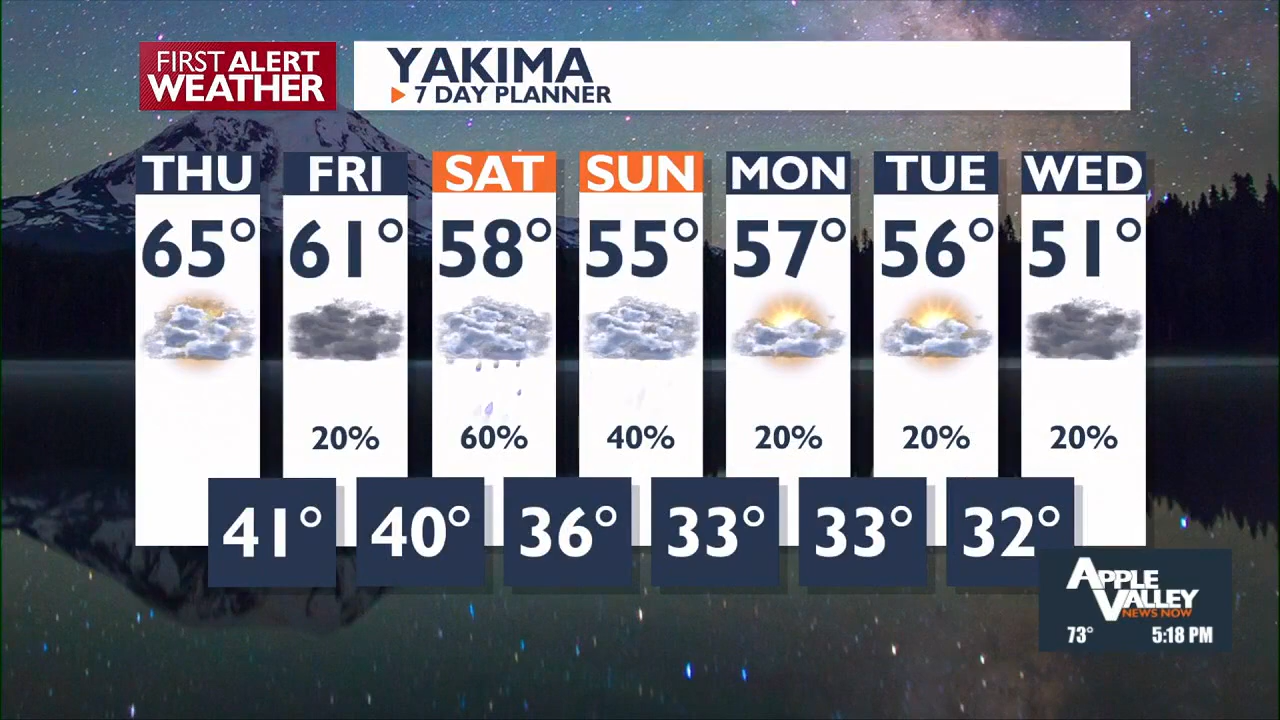 FIRST ALERT
WEATHER
YAKIMA
7 DAY PLANNER
THU FRI SAT SUN MON TUE WED
65° 61° 58° 55° 57° 56° 51°
20% 60% 40% 20% 20% 20%
41° 40° 36° 33° 33° 32°
APPLE
VALLEY
NEWS NOW
73° 5:18 PM